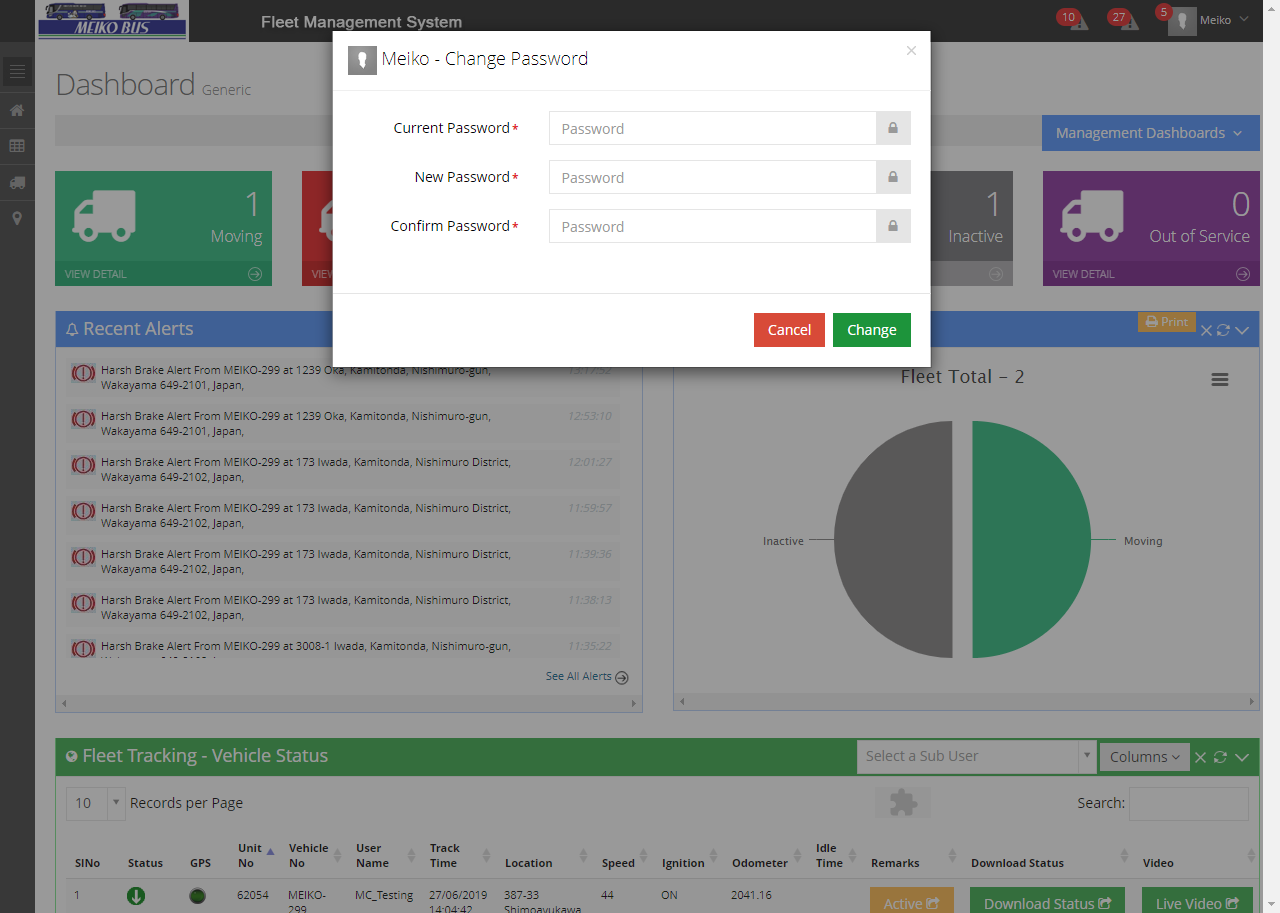 MEIKO BUS
Fleet Management System
10
27
5
Meiko
Meiko - Change Password
×
Current Password*
Password
New Password*
Password
Confirm Password*
Password
Cancel
Change
Dashboard Generic
Management Dashboards
1
Moving
VIEW DETAIL
1
Inactive
0
Out of Service
VIEW DETAIL
Recent Alerts
Harsh Brake Alert From MEIKO-299 at 1239 Oka, Kamitonda, Nishimuro-gun, 13:17:52
Wakayama 649-2101, Japan,
Harsh Brake Alert From MEIKO-299 at 1239 Oka, Kamitonda, Nishimuro-gun, 12:53:10
Wakayama 649-2101, Japan,
Harsh Brake Alert From MEIKO-299 at 173 Iwada, Kamitonda, Nishimuro District, 12:01:27
Wakayama 649-2102, Japan,
Harsh Brake Alert From MEIKO-299 at 173 Iwada, Kamitonda, Nishimuro District, 11:59:57
Wakayama 649-2102, Japan,
Harsh Brake Alert From MEIKO-299 at 173 Iwada, Kamitonda, Nishimuro District, 11:39:36
Wakayama 649-2102, Japan,
Harsh Brake Alert From MEIKO-299 at 173 Iwada, Kamitonda, Nishimuro District, 11:38:13
Wakayama 649-2102, Japan,
Harsh Brake Alert From MEIKO-299 at 3008-1 Iwada, Kamitonda, Nishimuro-gun, 11:35:22
See All Alerts
Print
Fleet Total - 2
Inactive
Moving
Fleet Tracking - Vehicle Status
Select a Sub User
Columns
10 Records per Page
Search:
SlNo Status GPS Unit No Vehicle No User Name Track Time Location Speed Ignition Odometer Idle Time Remarks Download Status Video
1 62054 MEIKO-299 MC_Testing 27/06/2019 14:04:42 387-33 Shimoayukawa 44 ON 2041.16 Active Download Status Live Video